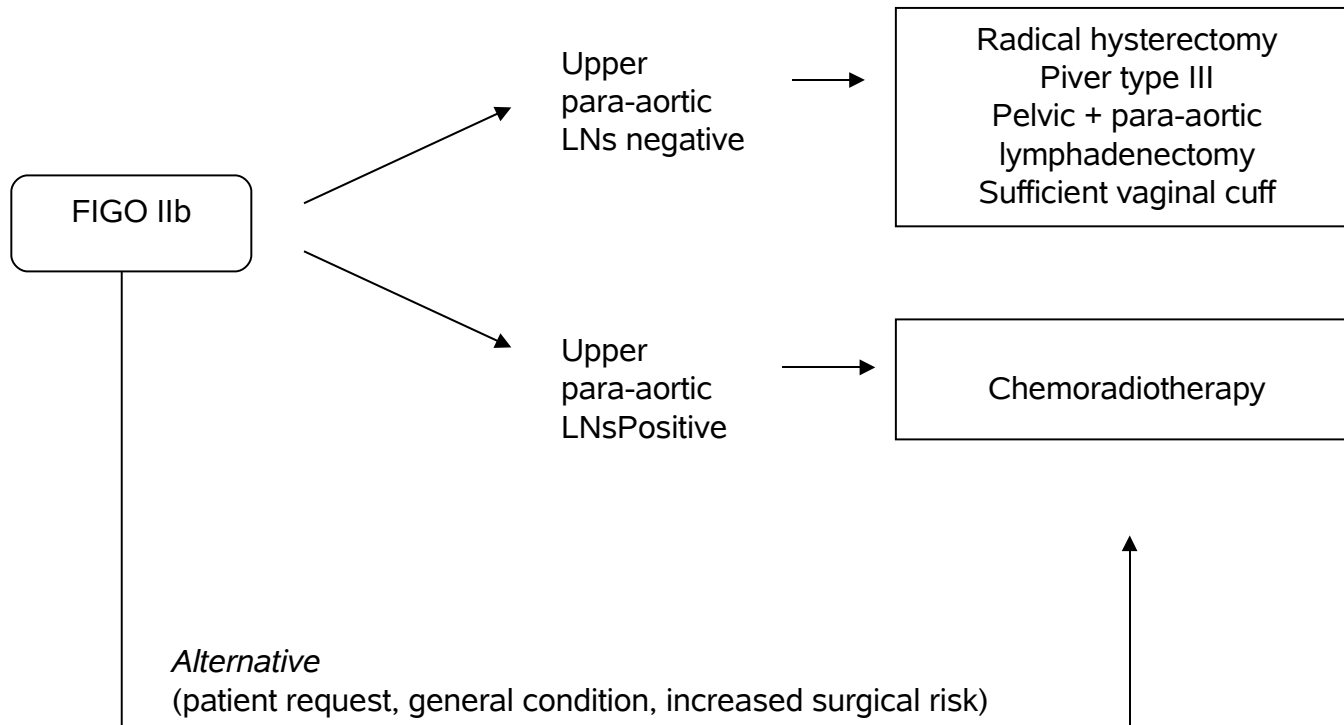 FIGO IIb
Upper
para-aortic
LNs negative
Radical hysterectomy
Piver type III
Pelvic + para-aortic
lymphadenectomy
Sufficient vaginal cuff
Upper
para-aortic
LNsPositive
Chemoradiotherapy
Alternative
(patient request, general condition, increased surgical risk)